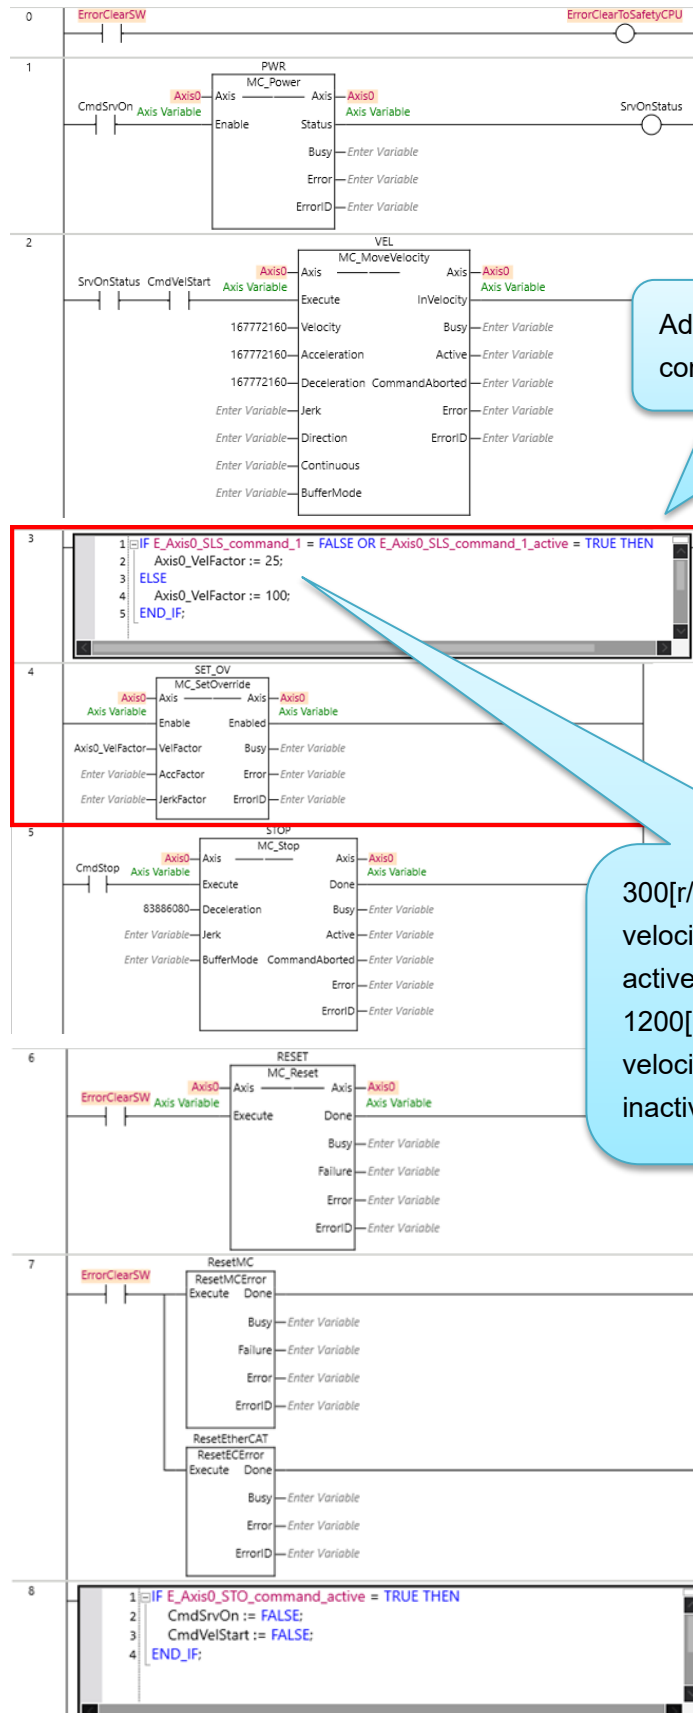 0
ErrorClearSW
ErrorClearToSafetyCPU
1
PWR
MC_Power
CmdSrvOn
Axis0
Axis Variable
Axis
Axis
Axis0
Axis Variable
SrvOnStatus
Enable
Status
Busy
Enter Variable
Error
Enter Variable
ErrorID
Enter Variable
2
VEL
MC_MoveVelocity
SrvOnStatus
CmdVelStart
Axis0
Axis Variable
Axis
Axis
Axis0
Axis Variable
Execute
InVelocity
167772160
Velocity
Busy
Enter Variable
167772160
Acceleration
Active
Enter Variable
167772160
Deceleration
CommandAborted
Enter Variable
Enter Variable
Jerk
Error
Enter Variable
Enter Variable
Direction
ErrorID
Enter Variable
Enter Variable
Continuous
Enter Variable
BufferMode
3
1 IF E_Axis0_SLS_command_1 = FALSE OR E_Axis0_SLS_command_1_active = TRUE THEN
2 Axis0_VelFactor := 25;
3 ELSE
4 Axis0_VelFactor := 100;
5 END_IF;
4
SET_OV
MC_SetOverride
Axis0
Axis Variable
Axis
Axis
Axis0
Axis Variable
Enable
Enabled
Axis0_VelFactor
VelFactor
Busy
Enter Variable
Enter Variable
AccFactor
Error
Enter Variable
Enter Variable
JerkFactor
ErrorID
Enter Variable
300[r/
active
1200[
5
STOP
MC_Stop
CmdStop
Axis0
Axis Variable
Axis
Axis
Axis0
Axis Variable
Execute
Done
83886080
Deceleration
Busy
Enter Variable
Enter Variable
Jerk
Active
Enter Variable
Enter Variable
BufferMode
CommandAborted
Enter Variable
Error
Enter Variable
ErrorID
Enter Variable
6
RESET
MC_Reset
ErrorClearSW
Axis0
Axis Variable
Axis
Axis
Axis0
Axis Variable
Execute
Done
Busy
Enter Variable
Failure
Enter Variable
Error
Enter Variable
ErrorID
Enter Variable
7
ResetMC
ResetMCError
ErrorClearSW
Execute
Done
Busy
Enter Variable
Failure
Enter Variable
Error
Enter Variable
ErrorID
Enter Variable
ResetEtherCAT
ResetECError
Execute
Done
Busy
Enter Variable
Error
Enter Variable
ErrorID
Enter Variable
8
1 IF E_Axis0_STO_command_active = TRUE THEN
2 CmdSrvOn := FALSE;
3 CmdVelStart := FALSE;
4 END_IF;